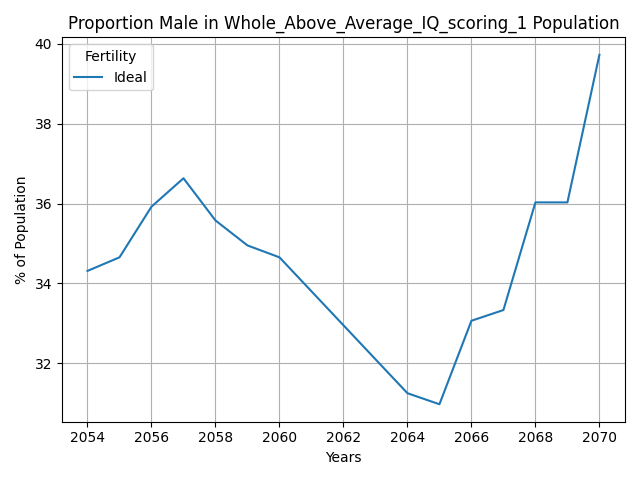 Proportion Male in Whole_Above_Average_IQ_scoring_1 Population
Fertility
Ideal
% of Population
40
38
36
34
32
2054 2056 2058 2060 2062 2064 2066 2068 2070
Years